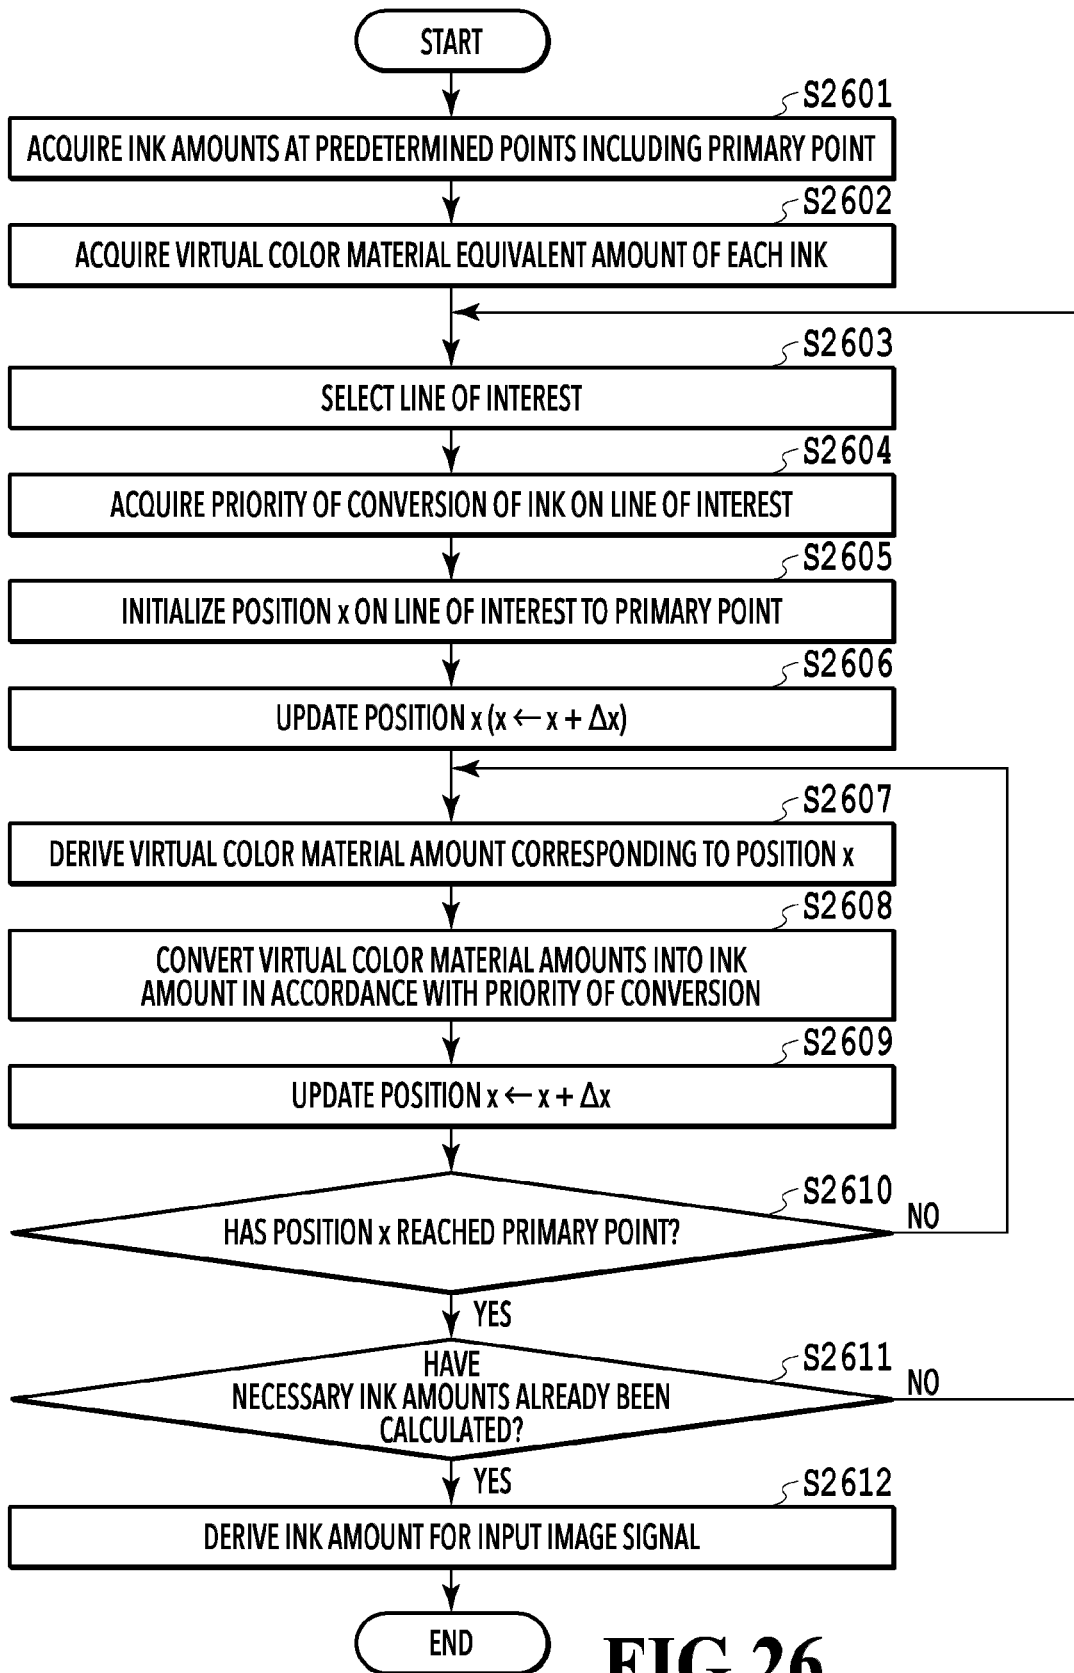 START
S2601
ACQUIRE INK AMOUNTS AT PREDETERMINED POINTS INCLUDING PRIMARY POINT
S2602
ACQUIRE VIRTUAL COLOR MATERIAL EQUIVALENT AMOUNT OF EACH INK
S2603
SELECT LINE OF INTEREST
S2604
ACQUIRE PRIORITY OF CONVERSION OF INK ON LINE OF INTEREST
S2605
INITIALIZE POSITION x ON LINE OF INTEREST TO PRIMARY POINT
S2606
UPDATE POSITION x (x ← x + Δx)
S2607
DERIVE VIRTUAL COLOR MATERIAL AMOUNT CORRESPONDING TO POSITION x
S2608
CONVERT VIRTUAL COLOR MATERIAL AMOUNTS INTO INK
AMOUNT IN ACCORDANCE WITH PRIORITY OF CONVERSION
S2609
UPDATE POSITION x ← x + Δx
S2610
HAS POSITION x REACHED PRIMARY POINT?
NO
YES
S2611
HAVE
NECESSARY INK AMOUNTS ALREADY BEEN
CALCULATED?
NO
YES
S2612
DERIVE INK AMOUNT FOR INPUT IMAGE SIGNAL
END
FIG.26